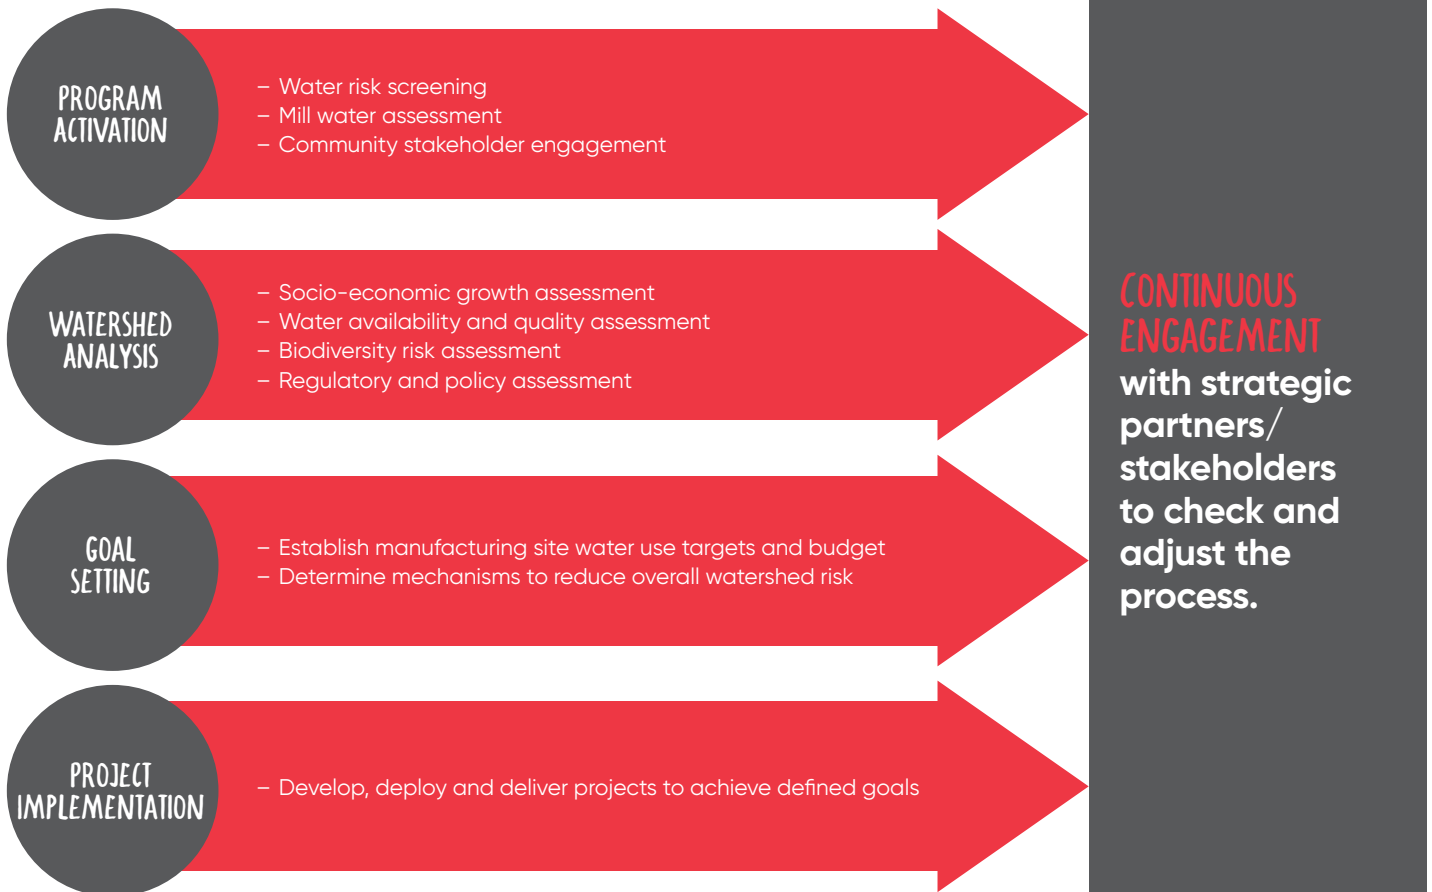 PROGRAM
ACTIVATION
– Water risk screening
– Mill water assessment
– Community stakeholder engagement
WATERSHED
ANALYSIS
– Socio-economic growth assessment
– Water availability and quality assessment
– Biodiversity risk assessment
– Regulatory and policy assessment
GOAL
SETTING
– Establish manufacturing site water use targets and budget
– Determine mechanisms to reduce overall watershed risk
PROJECT
IMPLEMENTATION
– Develop, deploy and deliver projects to achieve defined goals
CONTINUOUS
ENGAGEMENT
with strategic
partners/
stakeholders
to check and
adjust the
process.